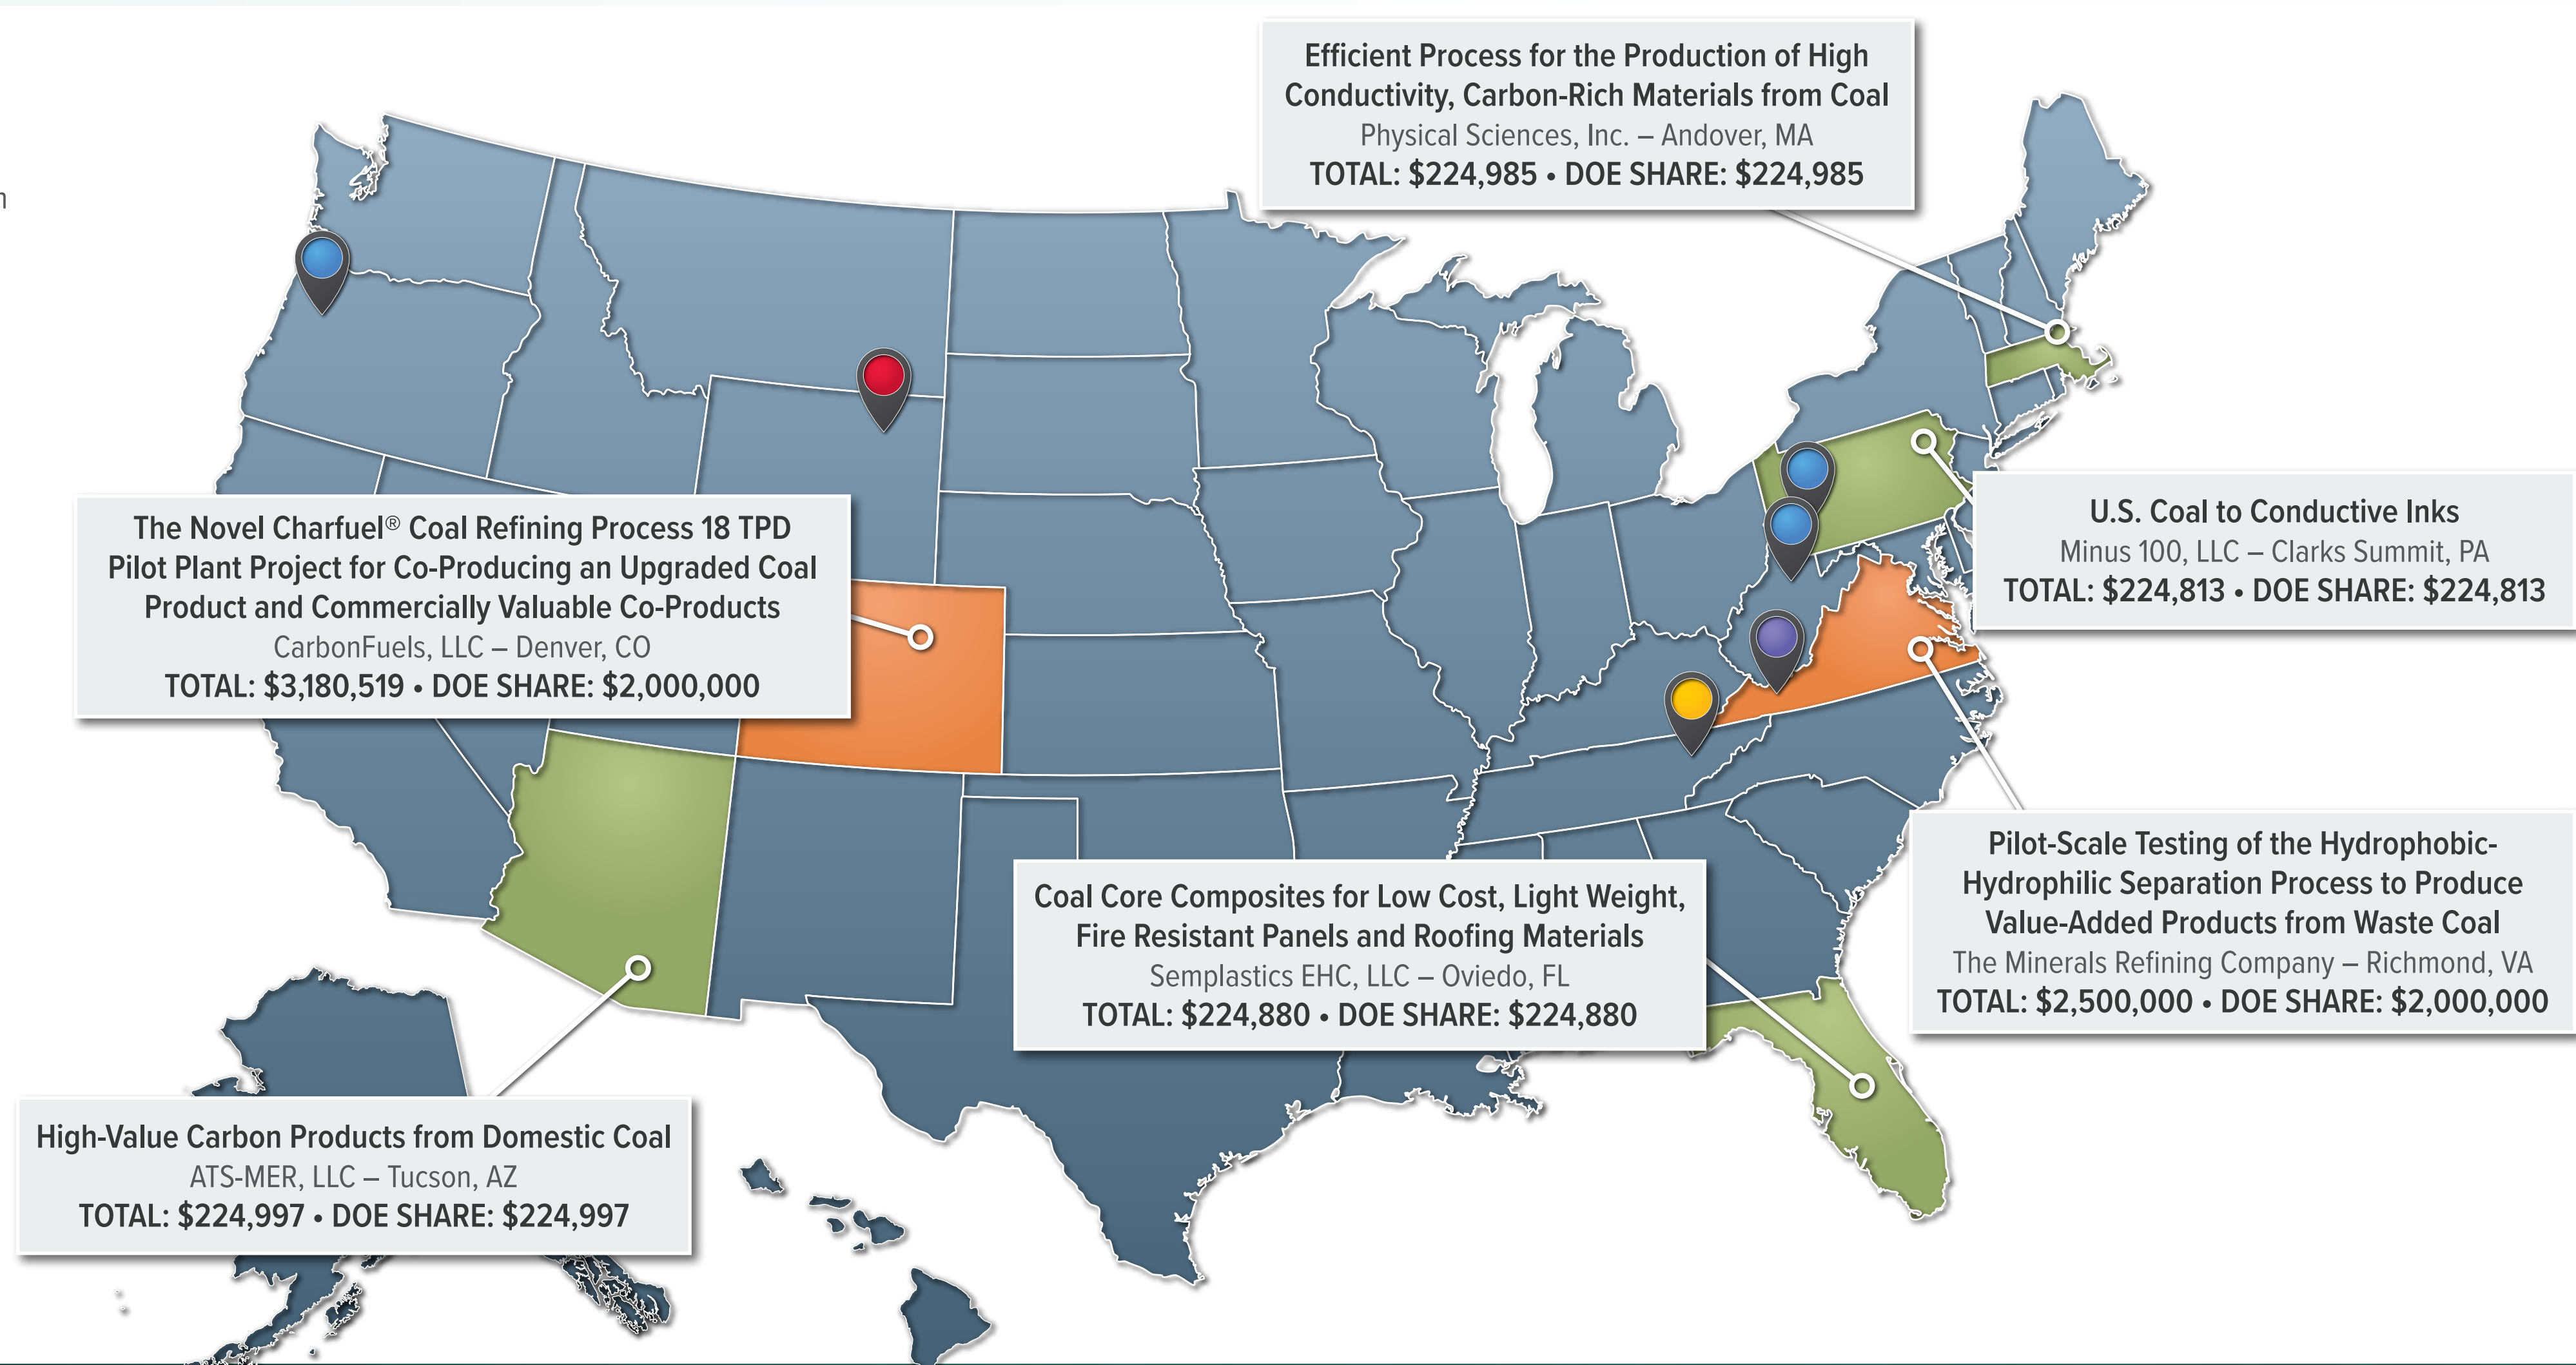 Efficient Process for the Production of High
Conductivity, Carbon-Rich Materials from Coal
Physical Sciences, Inc. – Andover, MA
TOTAL: $224,985 • DOE SHARE: $224,985
n
The Novel Charfuel® Coal Refining Process 18 TPD
Pilot Plant Project for Co-Producing an Upgraded Coal
Product and Commercially Valuable Co-Products
CarbonFuels, LLC – Denver, CO
TOTAL: $3,180,519 • DOE SHARE: $2,000,000
U.S. Coal to Conductive Inks
Minus 100, LLC – Clarks Summit, PA
TOTAL: $224,813 • DOE SHARE: $224,813
Coal Core Composites for Low Cost, Light Weight,
Fire Resistant Panels and Roofing Materials
Semplastics EHC, LLC – Oviedo, FL
TOTAL: $224,880 • DOE SHARE: $224,880
Pilot-Scale Testing of the Hydrophobic-
Hydrophilic Separation Process to Produce
Value-Added Products from Waste Coal
The Minerals Refining Company – Richmond, VA
TOTAL: $2,500,000 • DOE SHARE: $2,000,000
High-Value Carbon Products from Domestic Coal
ATS-MER, LLC – Tucson, AZ
TOTAL: $224,997 • DOE SHARE: $224,997